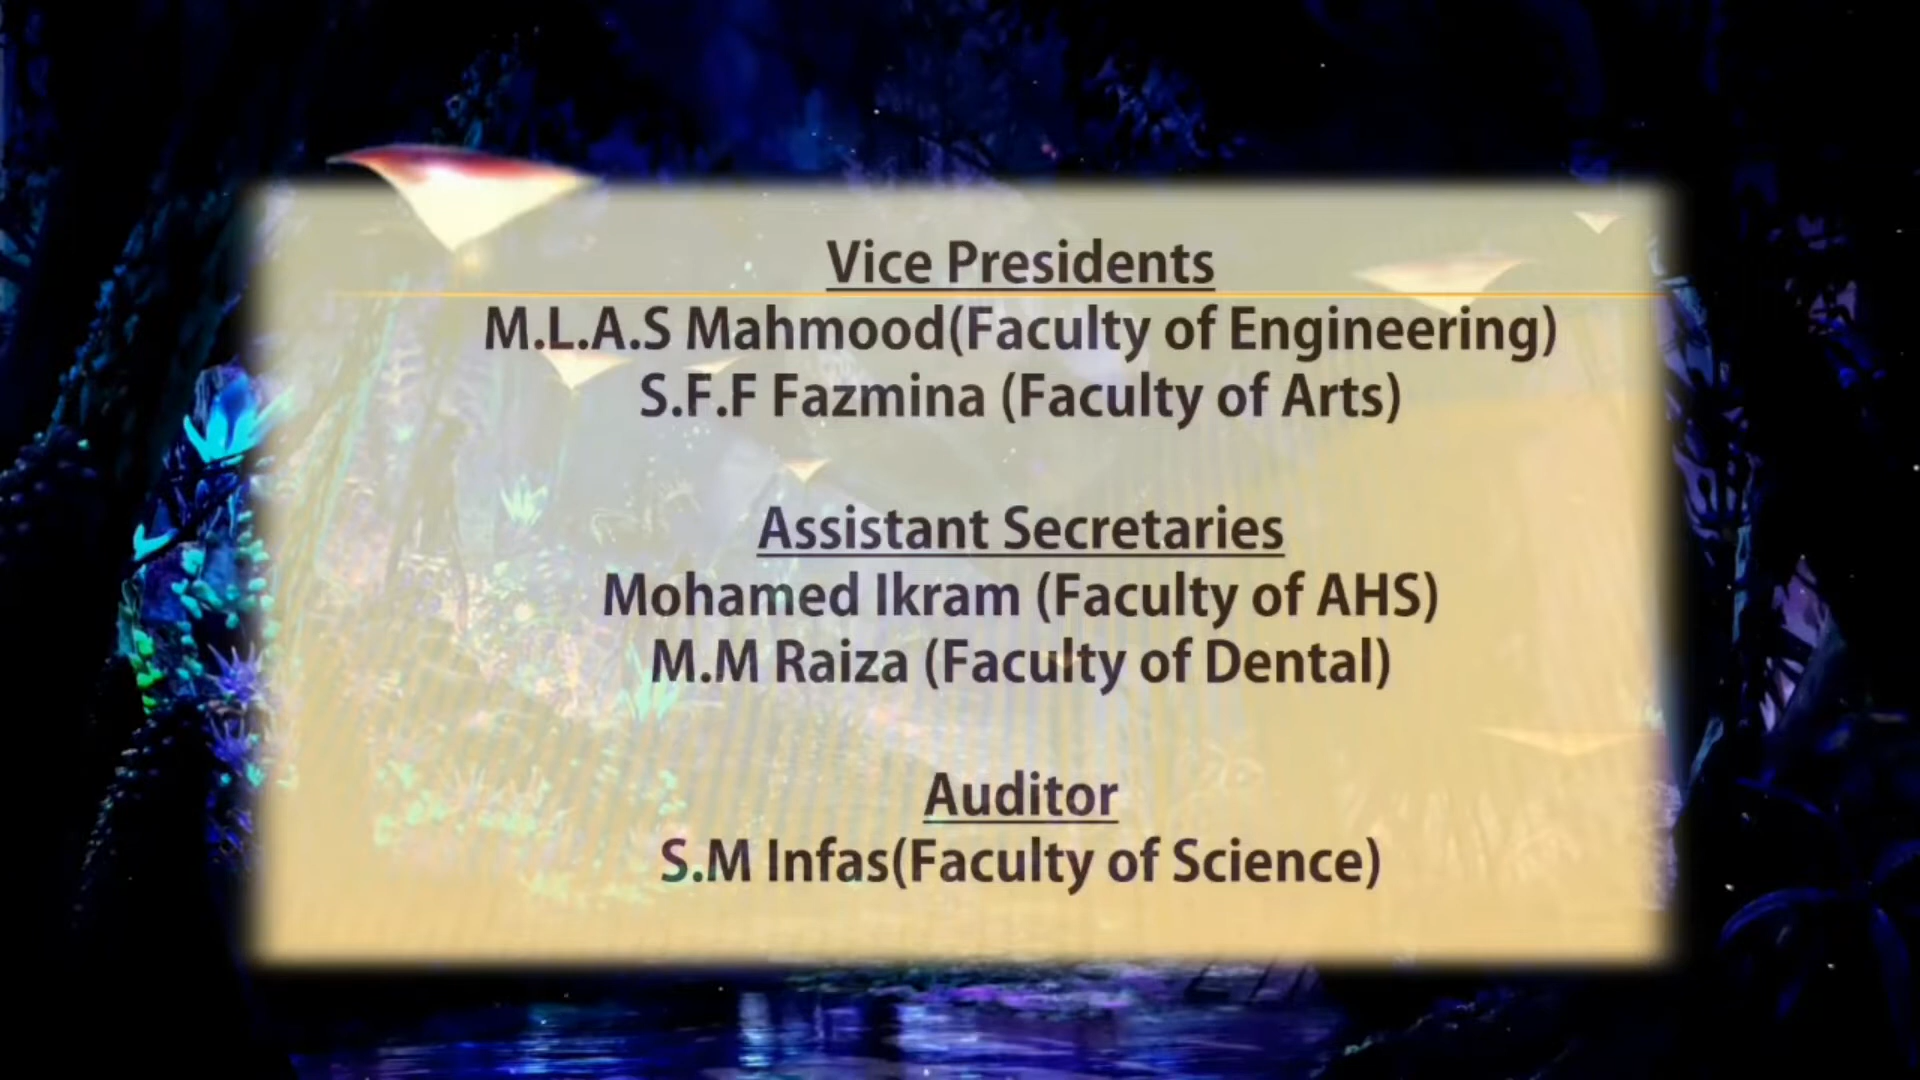 Vice Presidents
M.L.A.S Mahmood(Faculty of Engineering)
S.F.F Fazmina (Faculty of Arts)
Assistant Secretaries
Mohamed Ikram (Faculty of AHS)
M.M Raiza (Faculty of Dental)
Auditor
S.M Infas(Faculty of Science)